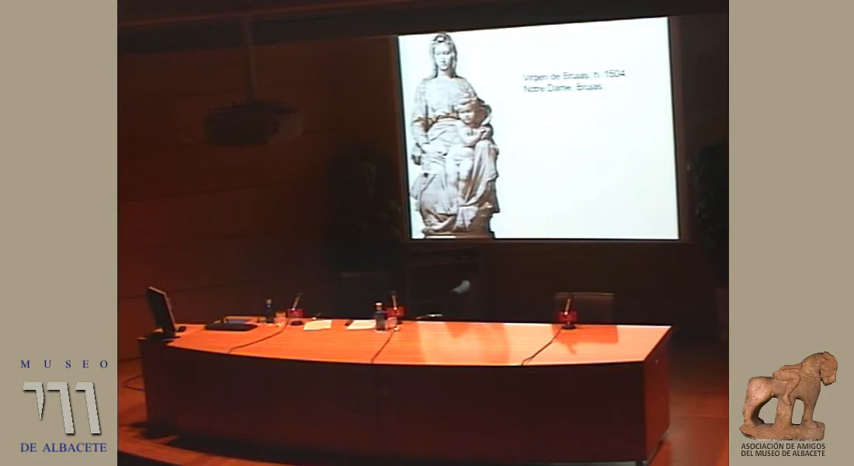 Virgen de Brujas, h. 1504.
Notre Dame. Brujas.
MUSEO
DE ALBACETE
ASOCIACIÓN DE AMIGOS
DEL MUSEO DE ALBACETE